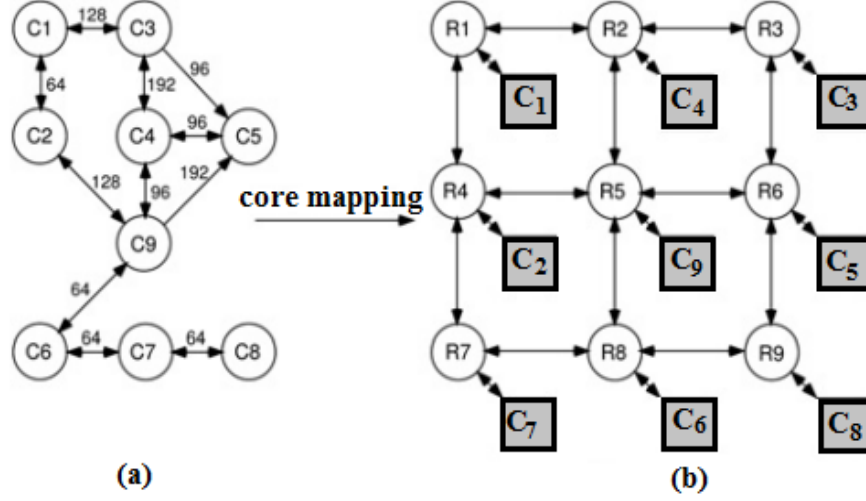 C1 128 C3 R1 R2 R3
C₁ C₄ C₃
64 192 96
C2 C4 96 C5
128 96 192
core mapping
R4 R5 R6
C₂ C₉ C₅
C9
64
C6 64 C7 64 C8 R7 R8 R9
C₇ C₆ C₈
(a) (b)